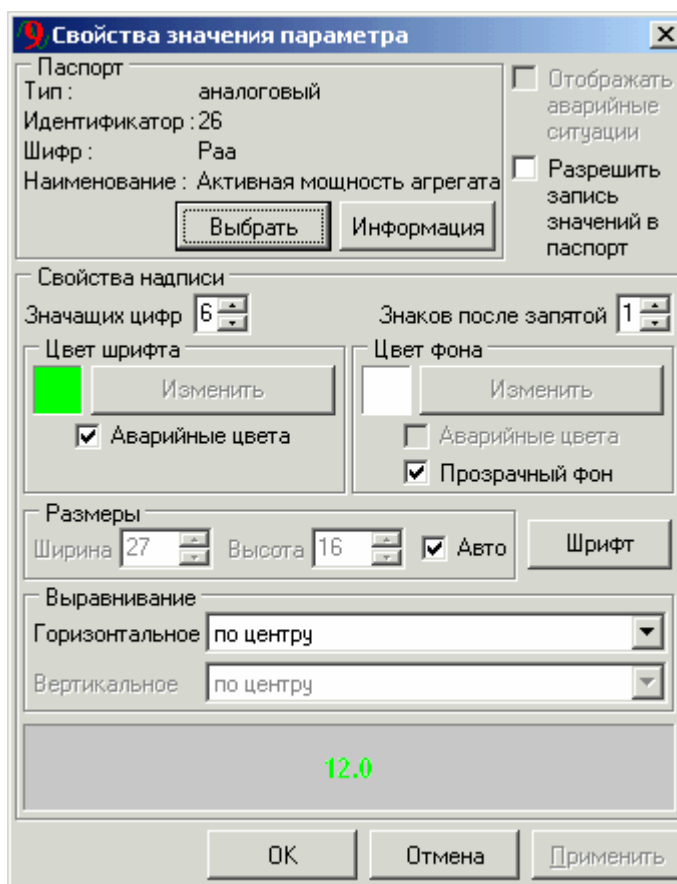 Свойства значения параметра
Паспорт
Тип : аналоговый
Идентификатор : 26
Шифр : Раа
Наименование : Активная мощность агрегата
Выбрать Информация
Отображать
аварийные
ситуации
Разрешить
запись
значений в
паспорт
Свойства надписи
Значащих цифр 6 Знаков после запятой 1
Цвет шрифта Цвет фона
Изменить Изменить
Аварийные цвета Аварийные цвета
Прозрачный фон
Размеры
Ширина 27 Высота 16 Авто Шрифт
Выравнивание
Горизонтальное по центру
Вертикальное по центру
12.0
OK Отмена Применить